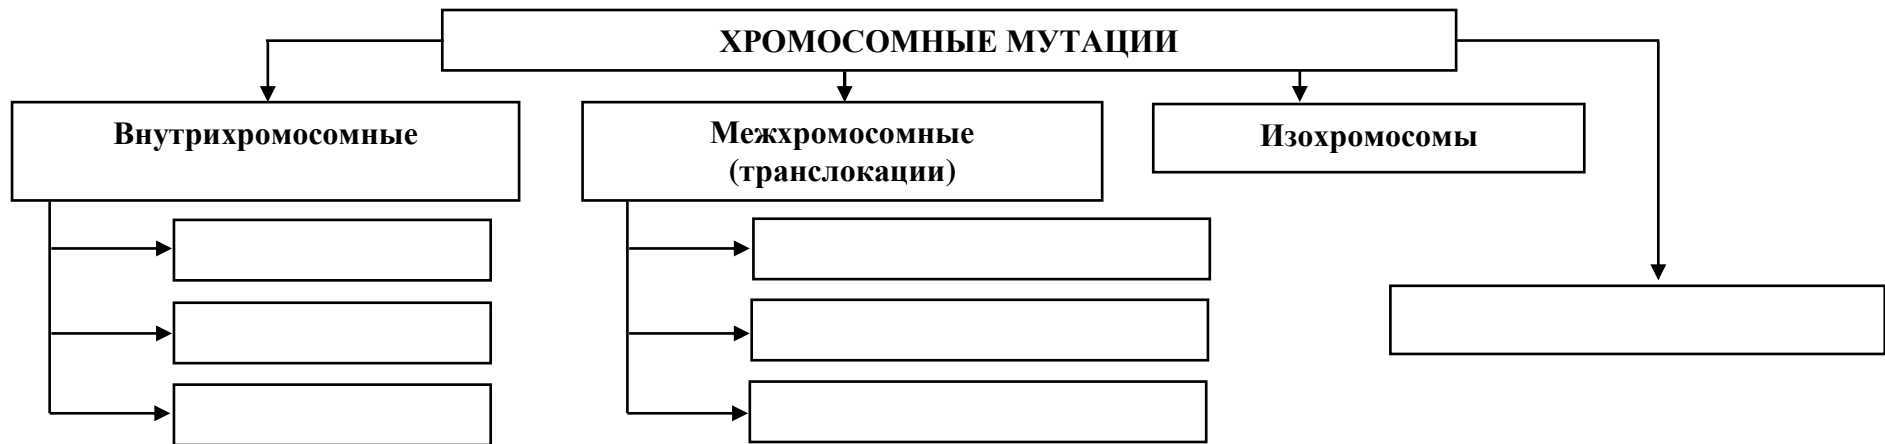 ХРОМОСОМНЫЕ МУТАЦИИ
Внутрихромосомные
Межхромосомные
(транслокации)
Изохромосомы